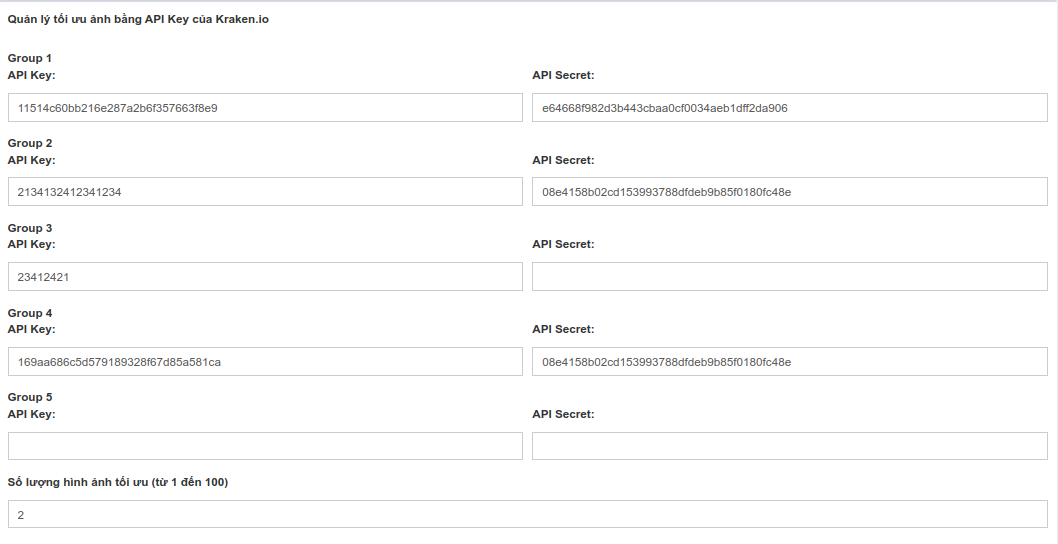 Quản lý tối ưu ảnh bằng API Key của Kraken.io
Group 1
API Key:
API Secret:
11514c60bb216e287a2b6f357663f8e9
e64668f982d3b443cbaa0cf0034aeb1dff2da906
Group 2
API Key:
API Secret:
2134132412341234
08e4158b02cd153993788dfdeb9b85f0180fc48e
Group 3
API Key:
API Secret:
23412421
Group 4
API Key:
API Secret:
169aa686c5d579189328f67d85a581ca
08e4158b02cd153993788dfdeb9b85f0180fc48e
Group 5
API Key:
API Secret:
Số lượng hình ảnh tối ưu (từ 1 đến 100)
2